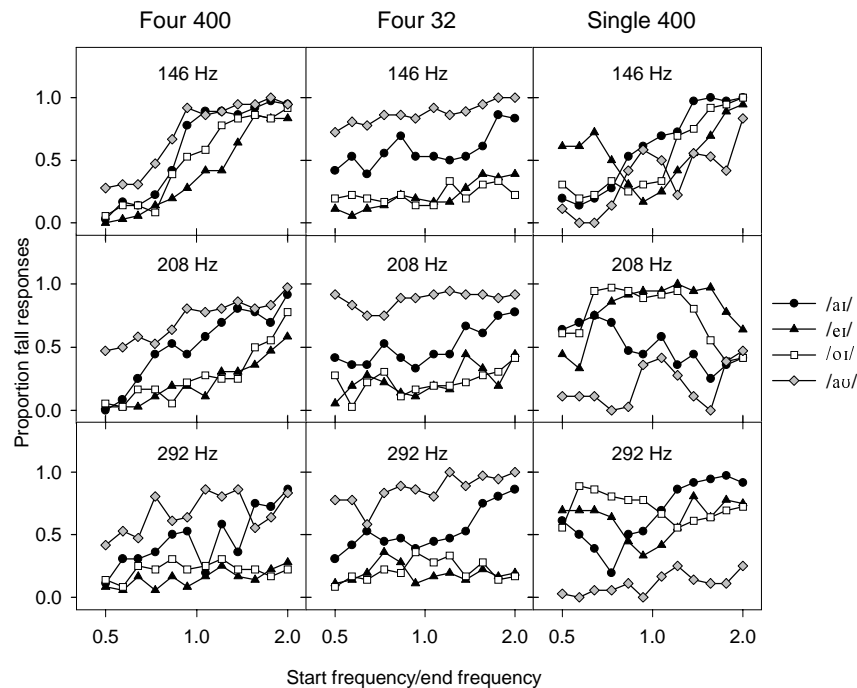 Four 400 Four 32 Single 400
146 Hz 146 Hz 146 Hz
1.0
0.5
0.0
208 Hz 208 Hz 208 Hz
1.0
0.5
0.0
292 Hz 292 Hz 292 Hz
1.0
0.5
0.0
0.5 1.0 2.0 0.5 1.0 2.0 0.5 1.0 2.0
Start frequency/end frequency
Proportion fall responses
/aɪ/
/eɪ/
/oɪ/
/aʊ/